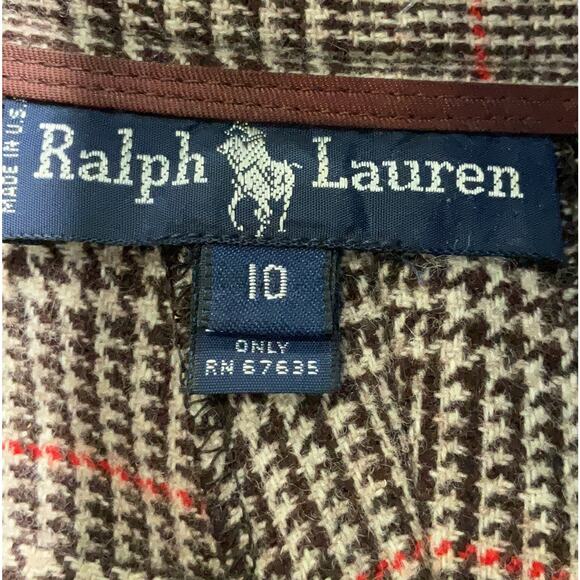 MADE IN U.S.
Ralph Lauren
10
ONLY
RN 67635